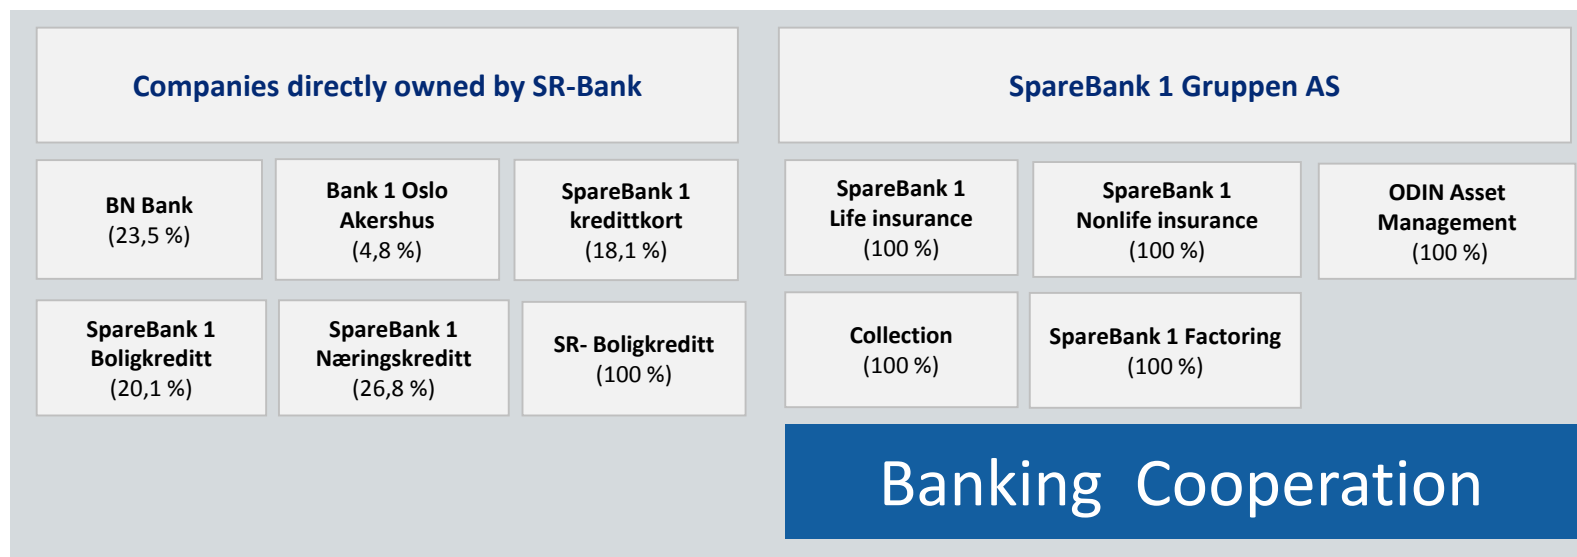 Companies directly owned by SR-Bank
SpareBank 1 Gruppen AS
BN Bank
(23,5 %)
Bank 1 Oslo
Akershus
(4,8 %)
SpareBank 1
kredittkort
(18,1 %)
SpareBank 1
Life insurance
(100 %)
SpareBank 1
Nonlife insurance
(100 %)
ODIN Asset
Management
(100 %)
SpareBank 1
Boligkreditt
(20,1 %)
SpareBank 1
Næringskreditt
(26,8 %)
SR- Boligkreditt
(100 %)
Collection
(100 %)
SpareBank 1 Factoring
(100 %)
Banking  Cooperation